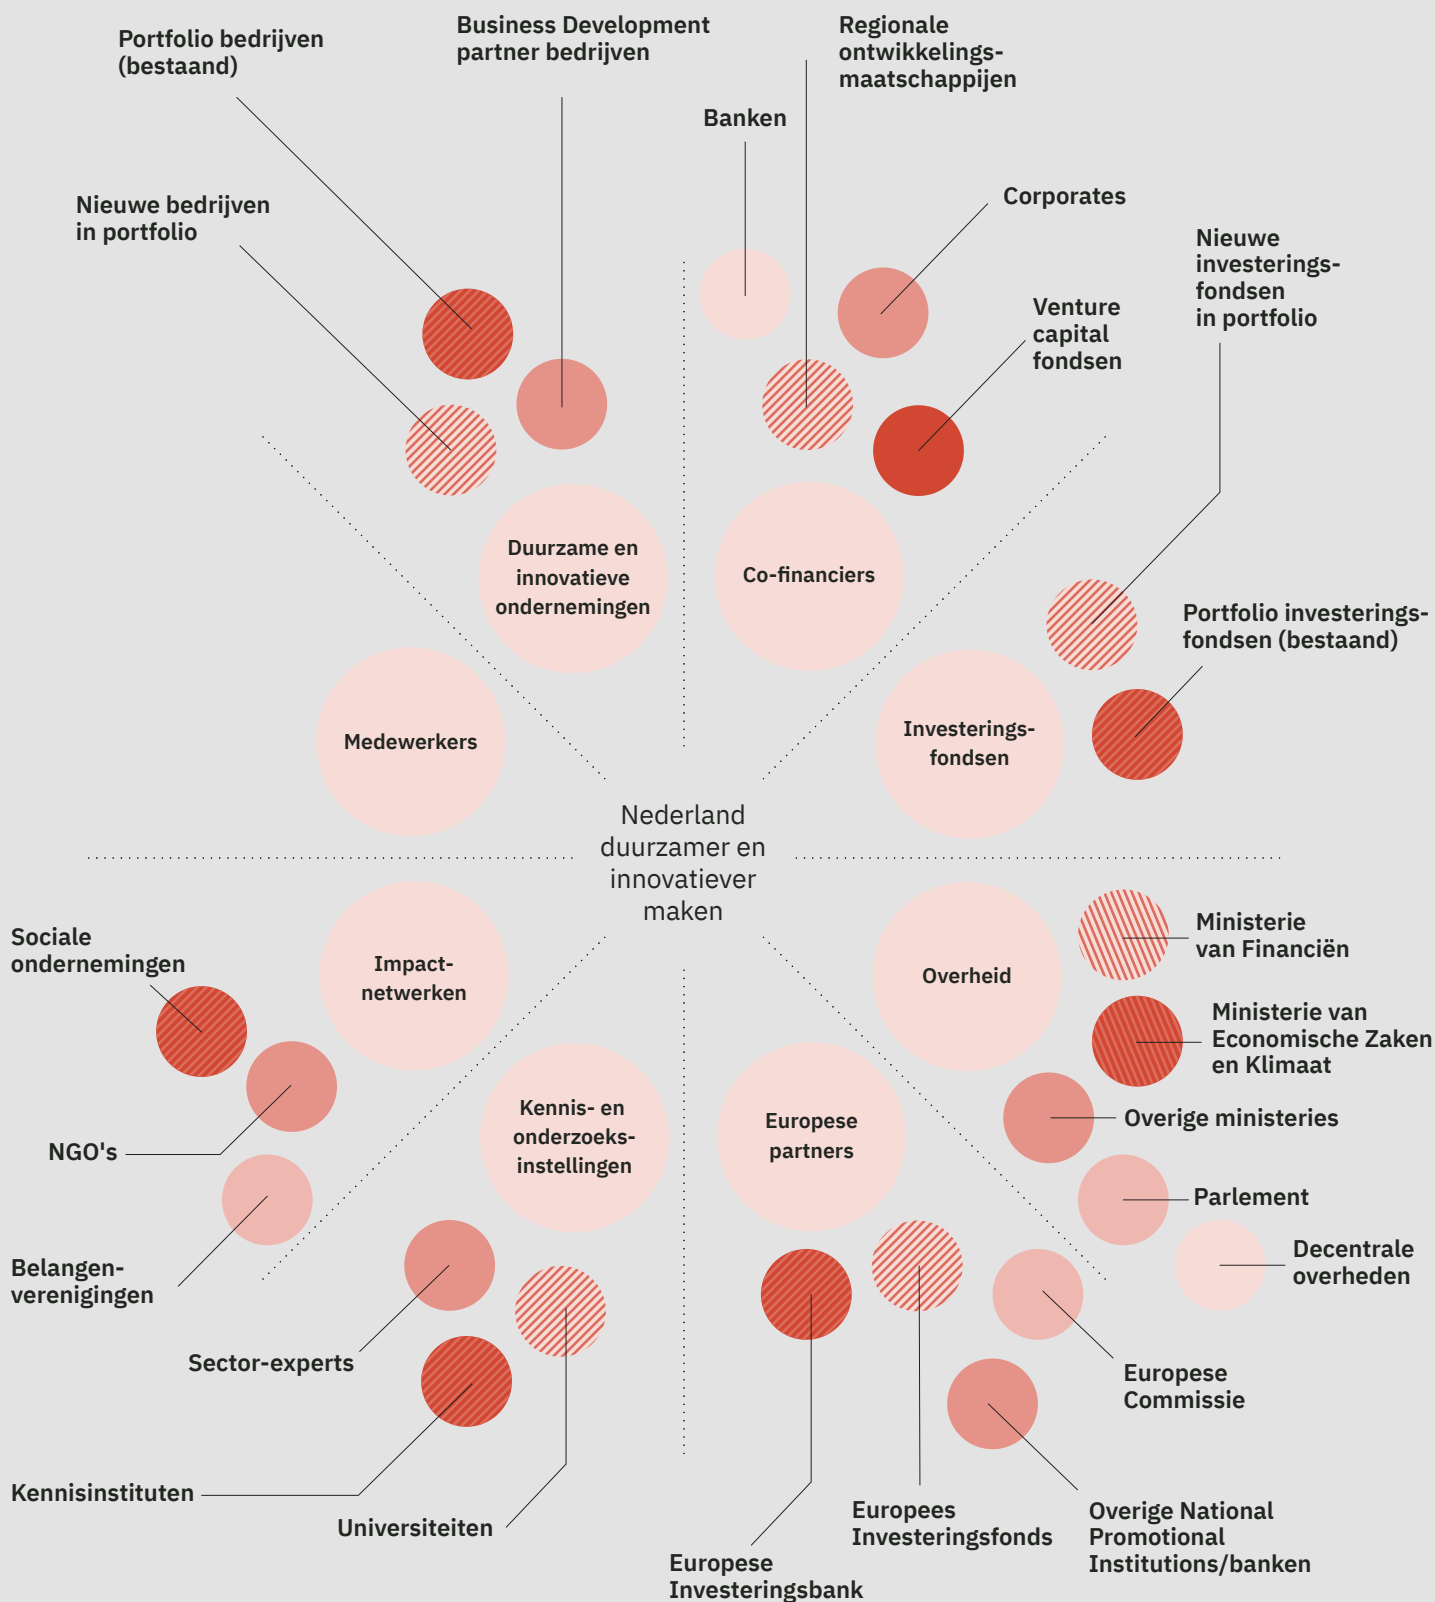 Portfolio bedrijven
(bestaand)
Business Development
partner bedrijven
Regionale
ontwikkelings-
maatschappijen
Banken
Nieuwe bedrijven
in portfolio
Corporates
Nieuwe
investerings-
fondsen
in portfolio
Venture
capital
fondsen
Duurzame en
innovatieve
ondernemingen
Co-financiers
Portfolio investerings-
fondsen (bestaand)
Medewerkers
Investerings-
fondsen
Nederland
duurzamer en
innovatiever
maken
Sociale
ondernemingen
Impact-
netwerken
Overheid
Ministerie
van Financiën
Ministerie van
Economische Zaken
en Klimaat
NGO's
Kennis- en
onderzoeks-
instellingen
Europese
partners
Overige ministeries
Parlement
Belangen-
verenigingen
Decentrale
overheden
Sector-experts
Europese
Commissie
Kennisinstituten
Universiteiten
Europees
Investeringsfonds
Overige National
Promotional
Institutions/banken
Europese
Investeringsbank